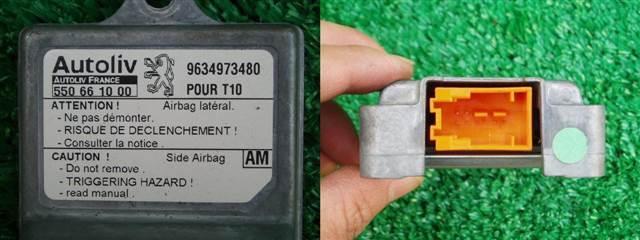 Autoliv
AUTOLIV FRANCE
550 66 10 00
9634973480
POUR T10
ATTENTION ! Airbag latéral.
- Ne pas démonter.
- RISQUE DE DECLENCHEMENT !
- Consulter la notice.
CAUTION ! Side Airbag AM
- Do not remove.
- TRIGGERING HAZARD !
- read manual.